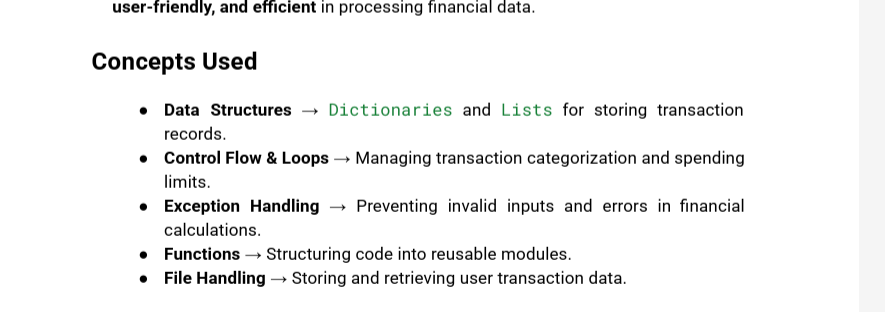 user-friendly, and efficient in processing financial data.
Concepts Used
● Data Structures → Dictionaries and Lists for storing transaction
records.
● Control Flow & Loops → Managing transaction categorization and spending
limits.
● Exception Handling → Preventing invalid inputs and errors in financial
calculations.
● Functions → Structuring code into reusable modules.
● File Handling → Storing and retrieving user transaction data.